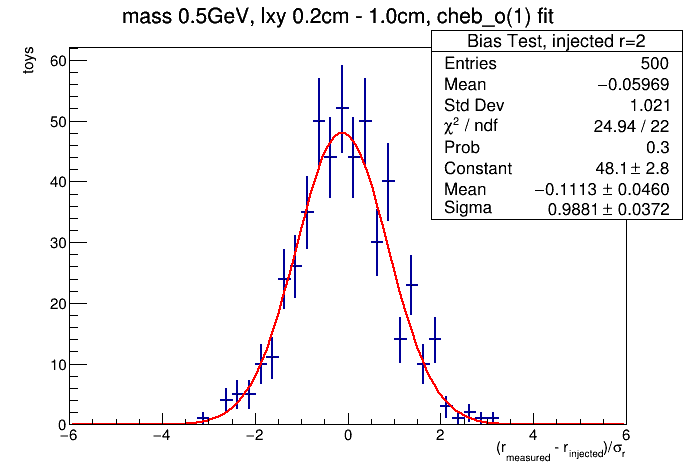 mass 0.5GeV, lxy 0.2cm - 1.0cm, cheb_o(1) fit
toys
Bias Test, injected r=2
Entries 500
Mean −0.05969
Std Dev 1.021
χ² / ndf 24.94 / 22
Prob 0.3
Constant 48.1 ± 2.8
Mean −0.1113 ± 0.0460
Sigma 0.9881 ± 0.0372
60
50
40
30
20
10
0
−6 −4 −2 0 2 4 6
(r_measured - r_injected)/σ_r